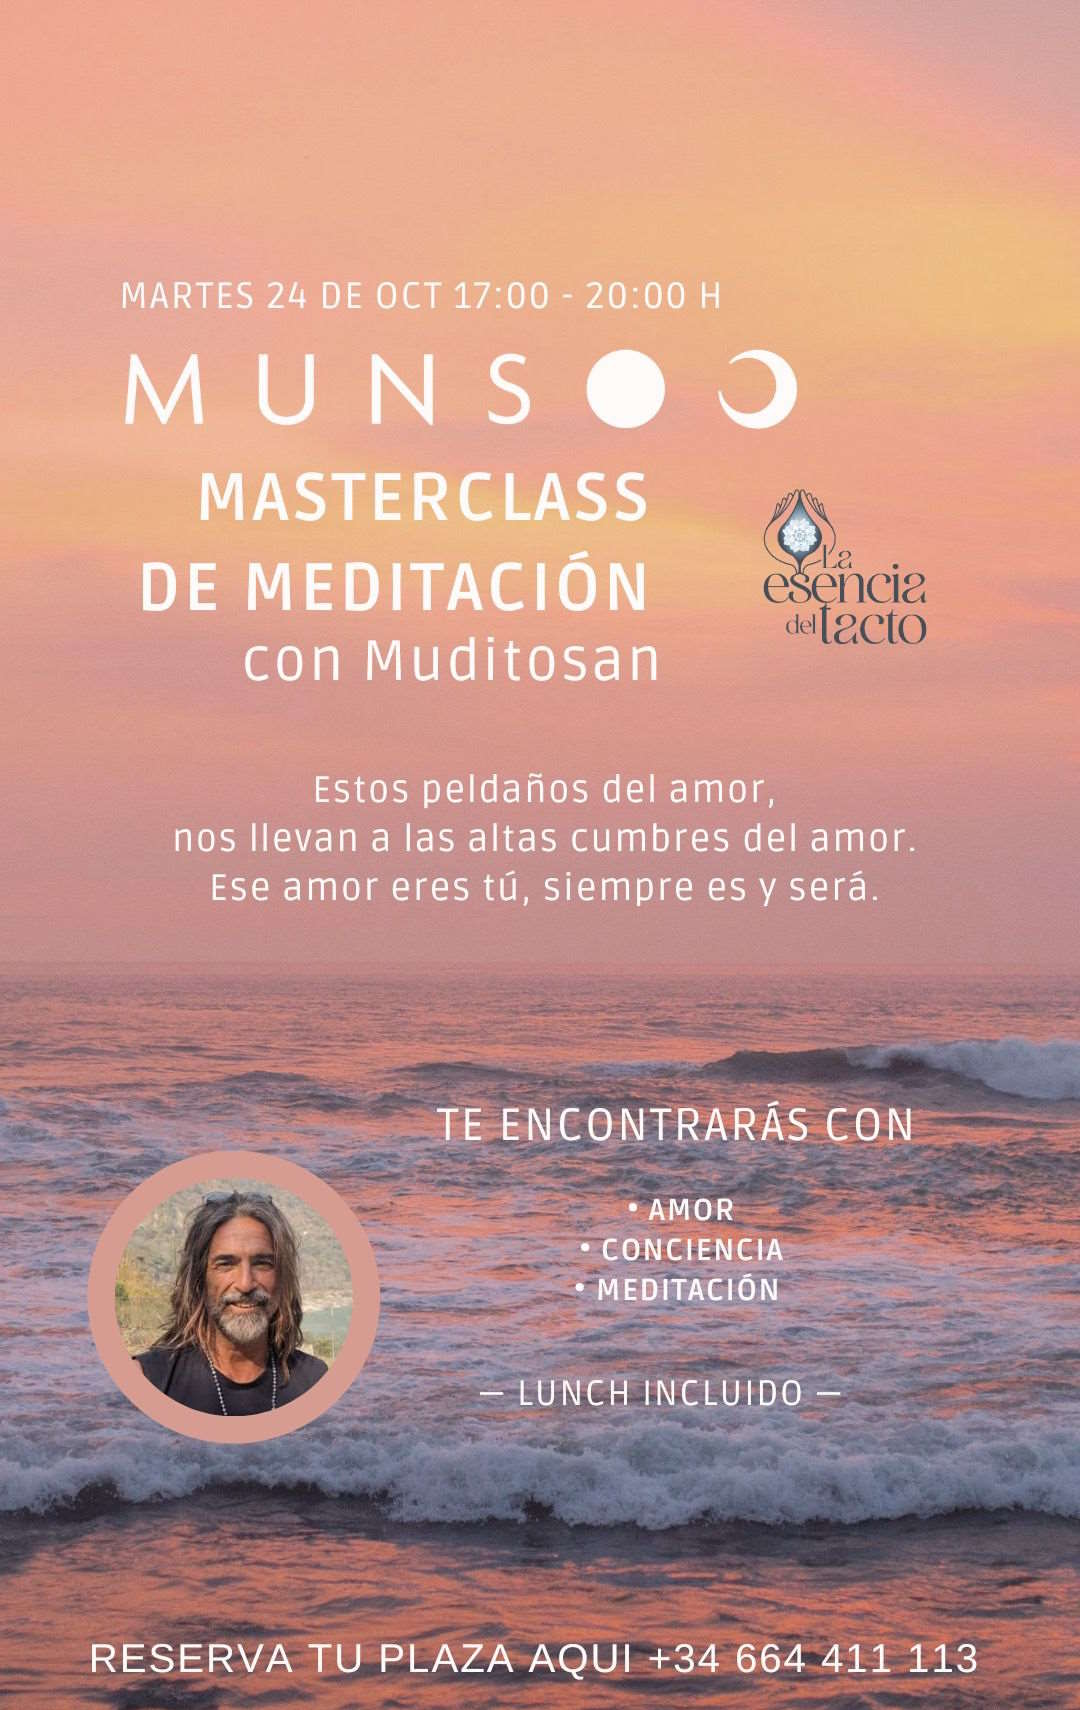 MARTES 24 DE OCT 17:00 - 20:00 H
MUNS
MASTERCLASS
DE MEDITACIÓN
con Muditosan
La
esencia
del tacto
Estos peldaños del amor,
nos llevan a las altas cumbres del amor.
Ese amor eres tú, siempre es y será.
TE ENCONTRARÁS CON
• AMOR
• CONCIENCIA
• MEDITACIÓN
— LUNCH INCLUIDO —
RESERVA TU PLAZA AQUI +34 664 411 113